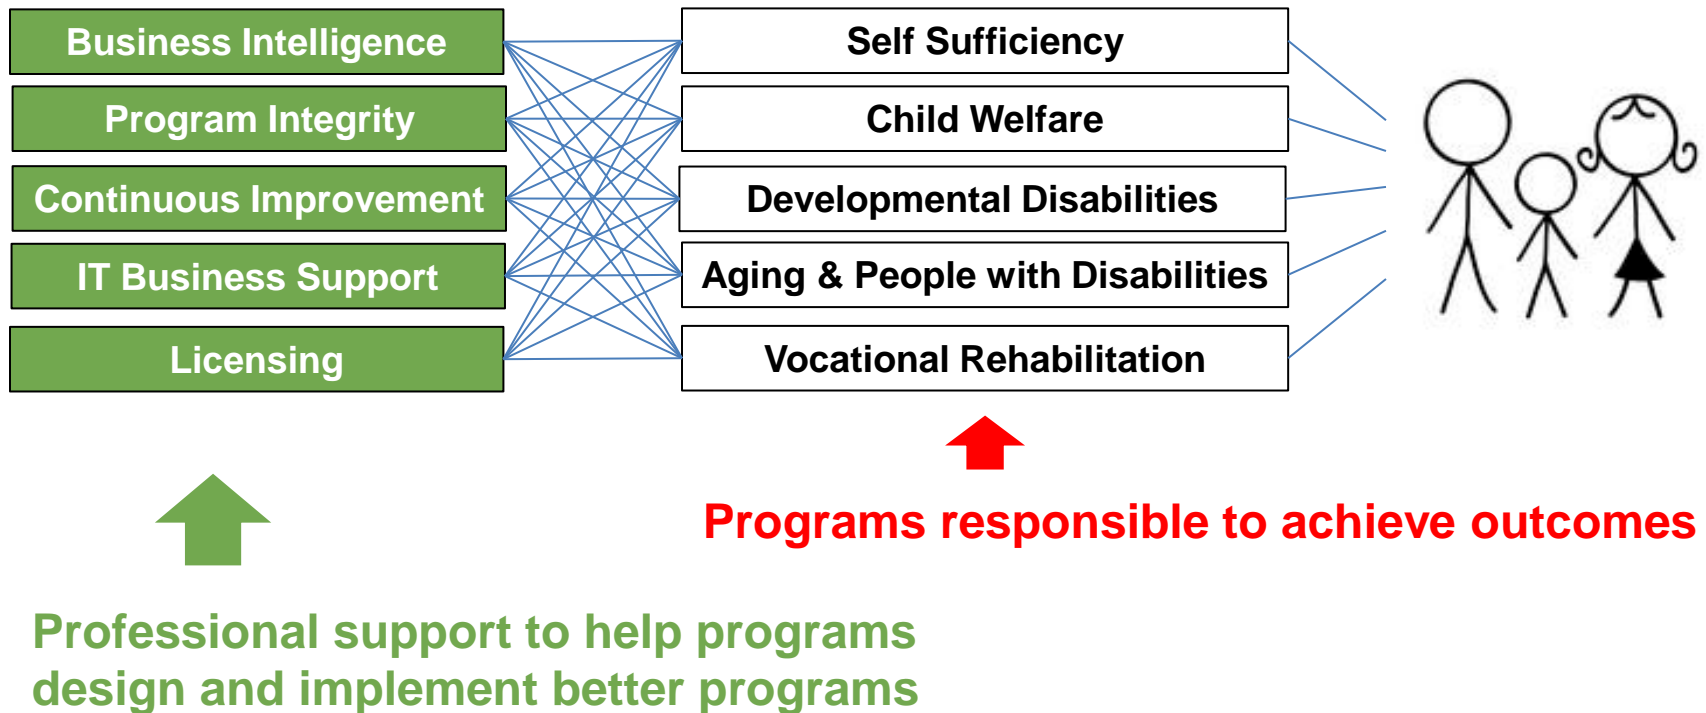 Business Intelligence
Program Integrity
Continuous Improvement
IT Business Support
Licensing
Self Sufficiency
Child Welfare
Developmental Disabilities
Aging & People with Disabilities
Vocational Rehabilitation
Programs responsible to achieve outcomes
Professional support to help programs
design and implement better programs